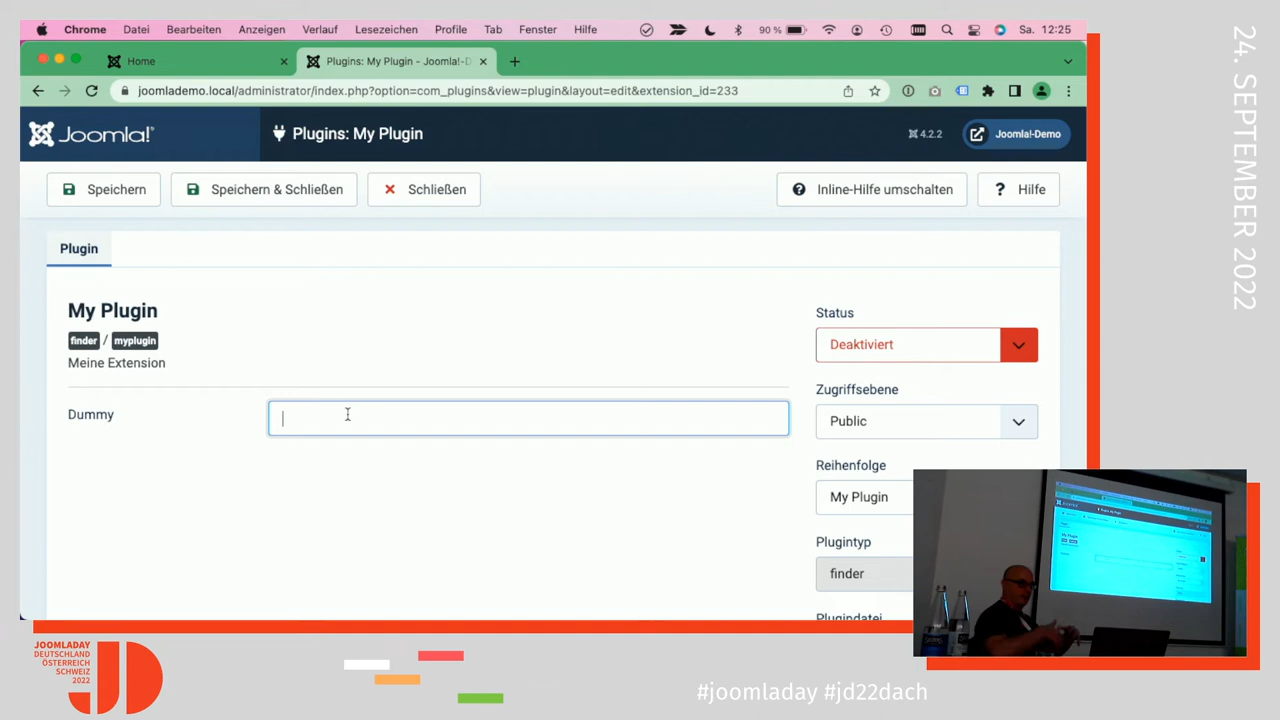 Chrome Datei Bearbeiten Anzeigen Verlauf Lesezeichen Profile Tab Fenster Hilfe 90 % Sa. 12:25
Home Plugins: My Plugin - Joomla!-D
joomlademo.local/administrator/index.php?option=com_plugins&view=plugin&layout=edit&extension_id=233
Joomla!® Plugins: My Plugin 4.2.2 Joomla!-Demo
Speichern Speichern & Schließen Schließen Inline-Hilfe umschalten Hilfe
Plugin
My Plugin
finder / myplugin
Meine Extension
Dummy
Status
Deaktiviert
Zugriffsebene
Public
Reihenfolge
My Plugin
Plugintyp
finder
Plugindatei
24. SEPTEMBER 2022
JOOMLADAY
DEUTSCHLAND
ÖSTERREICH
SCHWEIZ
2022
JD
#joomladay #jd22dach